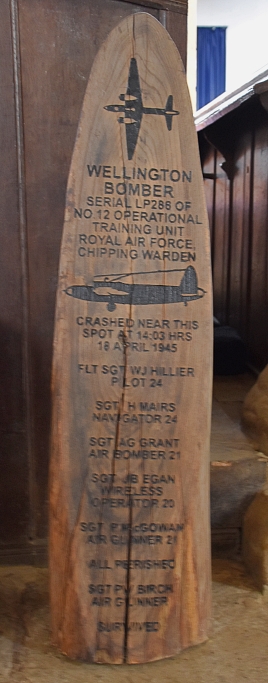 WELLINGTON
BOMBER
SERIAL LP286 OF
NO.12 OPERATIONAL
TRAINING UNIT
ROYAL AIR FORCE,
CHIPPING WARDEN
CRASHED NEAR THIS
SPOT AT 14:03 HRS
16 APRIL 1945
FLT SGT WJ HILLIER
PILOT 24
SGT H MAIRS
NAVIGATOR 24
SGT AG GRANT
AIR BOMBER 21
SGT JB EGAN
WIRELESS
OPERATOR 20
SGT P McGOWAN
AIR GUNNER 21
ALL PERISHED
SGT PW BIRCH
AIR GUNNER
SURVIVED